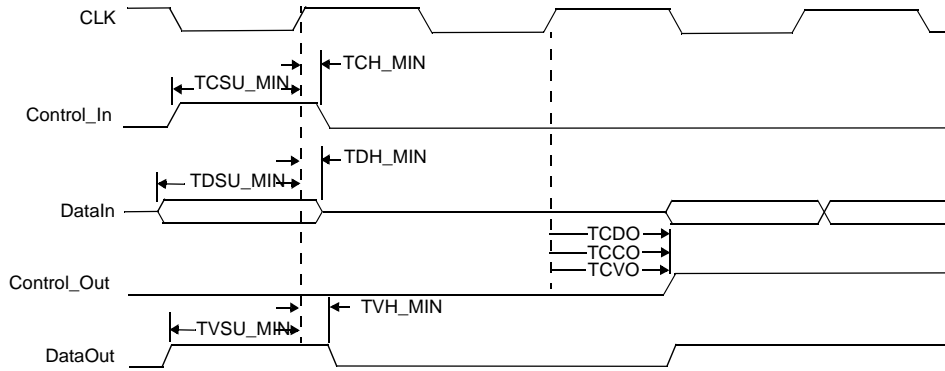 CLK
TCH_MIN
TCSU_MIN
Control_In
TDH_MIN
TDSU_MIN
DataIn
TCDO
TCCO
TCVO
Control_Out
TVH_MIN
TVSU_MIN
DataOut